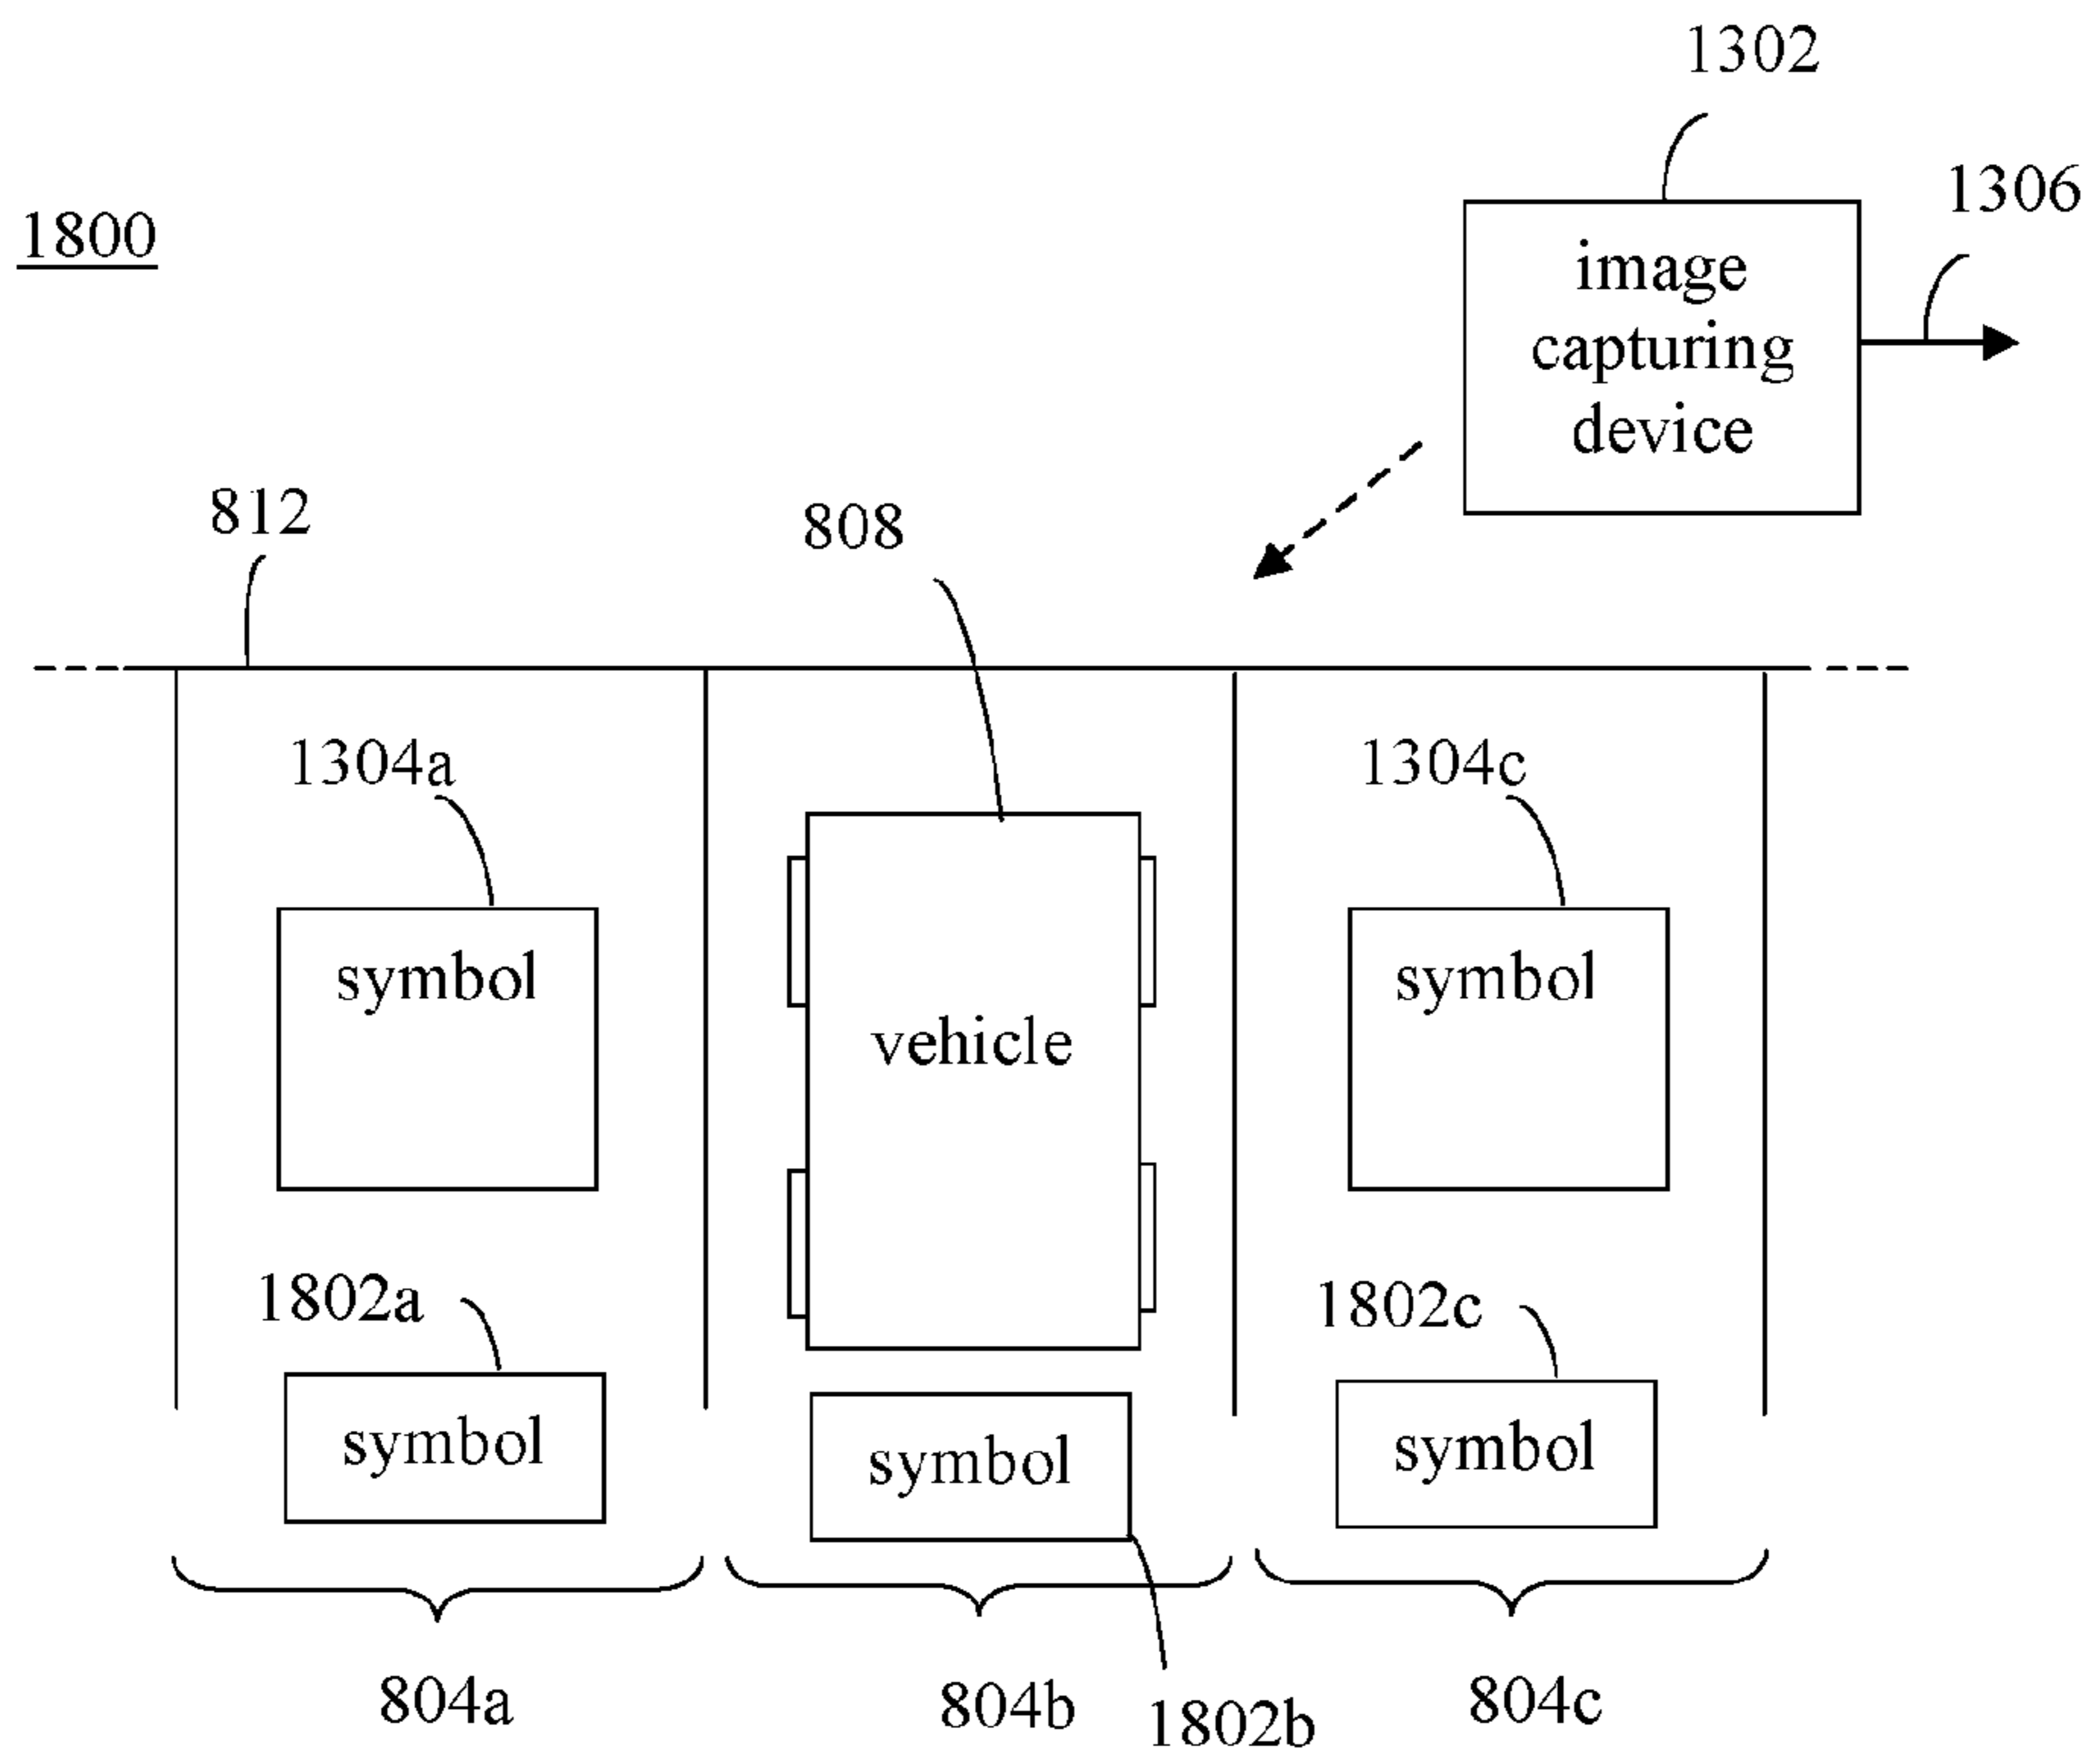 1302
1306
1800
image
capturing
device
812
808
1304a
1304c
symbol
symbol
vehicle
1802a
1802c
symbol
symbol
symbol
804a
804b
1802b
804c